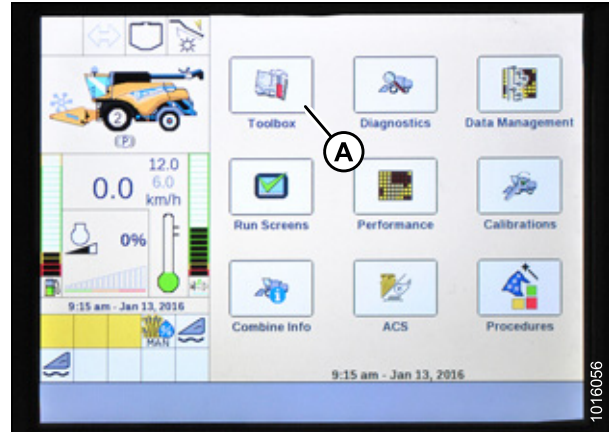 2
(P)
12.0
0.0 6.0
km/h
0%
9:15 am - Jan 13, 2016
MAN
Toolbox
Diagnostics
Data Management
A
Run Screens
Performance
Calibrations
Combine Info
ACS
Procedures
9:15 am - Jan 13, 2016
1016056